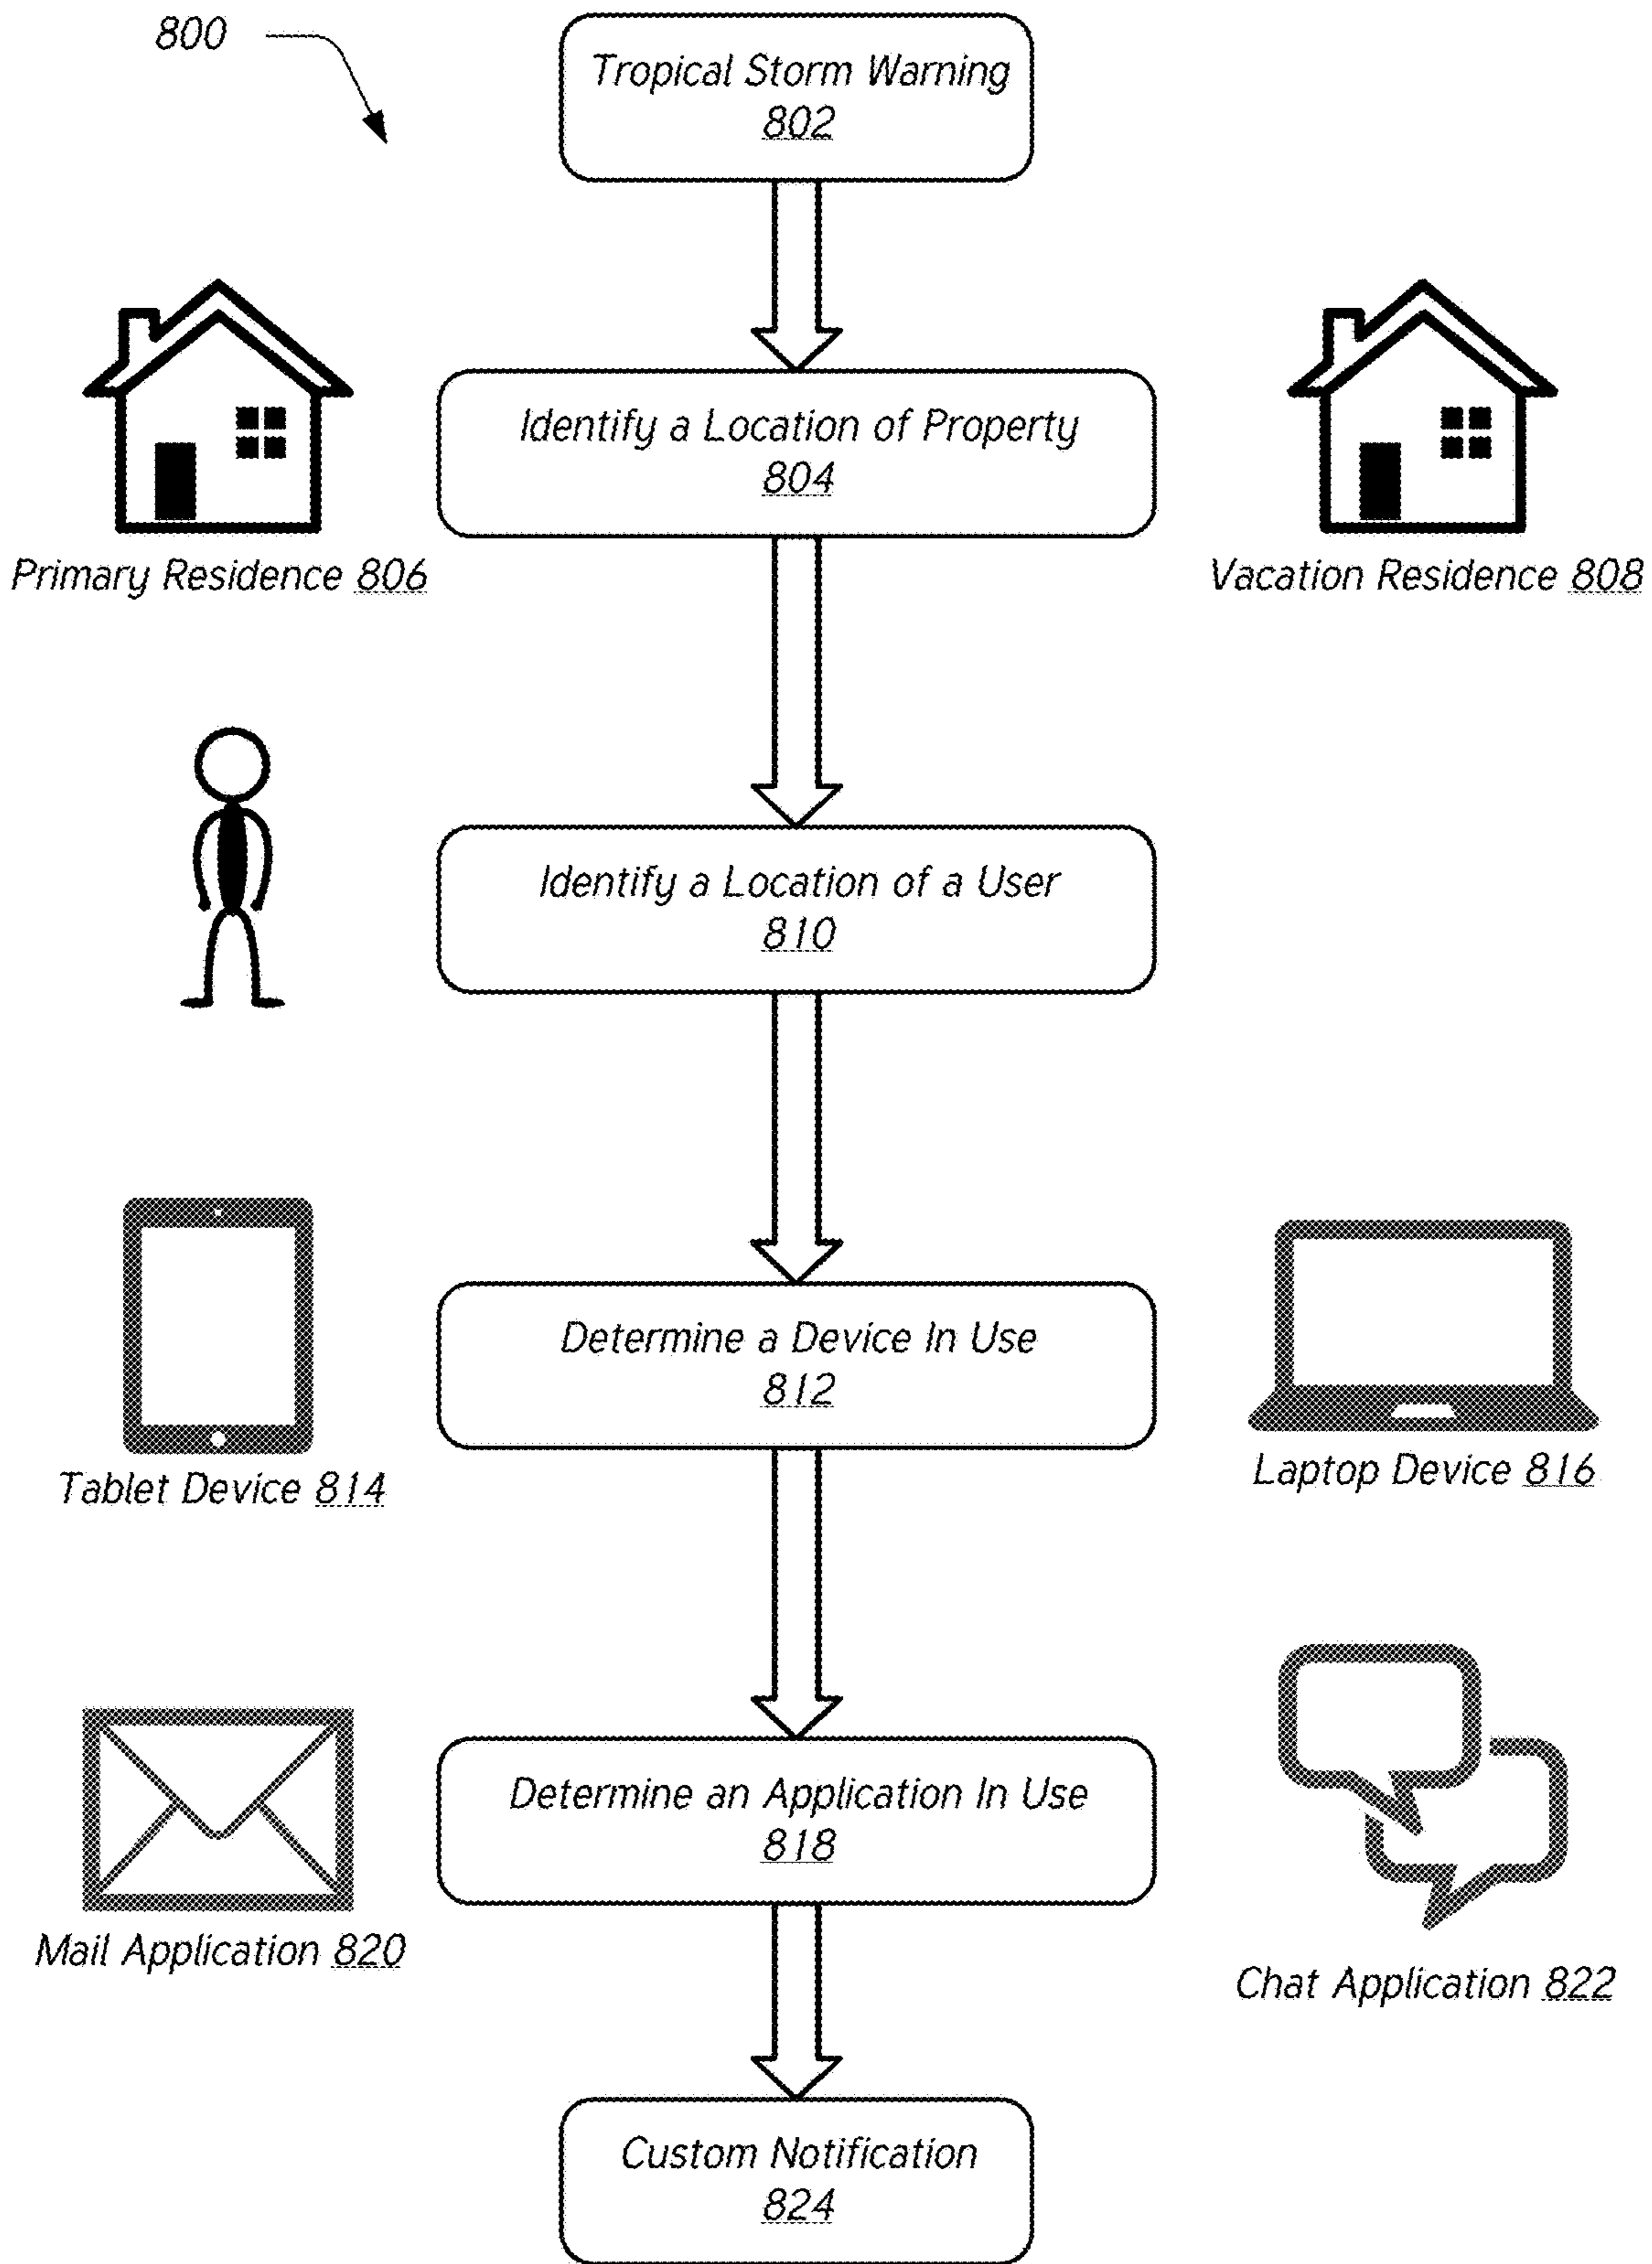 800
Tropical Storm Warning
802
Identify a Location of Property
804
Primary Residence 806
Vacation Residence 808
Identify a Location of a User
810
Determine a Device In Use
812
Tablet Device 814
Laptop Device 816
Determine an Application In Use
818
Mail Application 820
Chat Application 822
Custom Notification
824